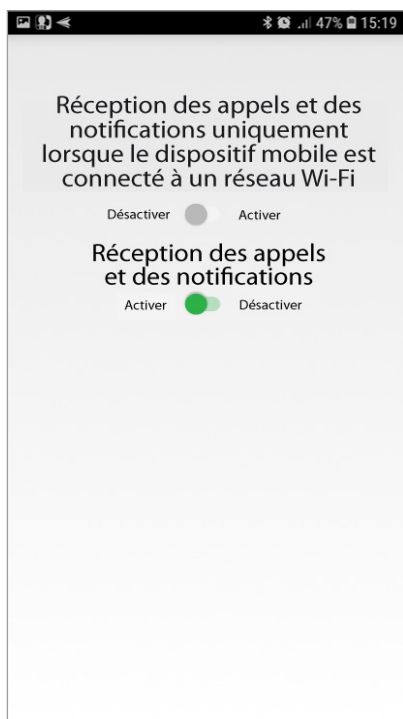 47% 15:19
Réception des appels et des
notifications uniquement
lorsque le dispositif mobile est
connecté à un réseau Wi-Fi
Désactiver Activer
Réception des appels
et des notifications
Activer Désactiver